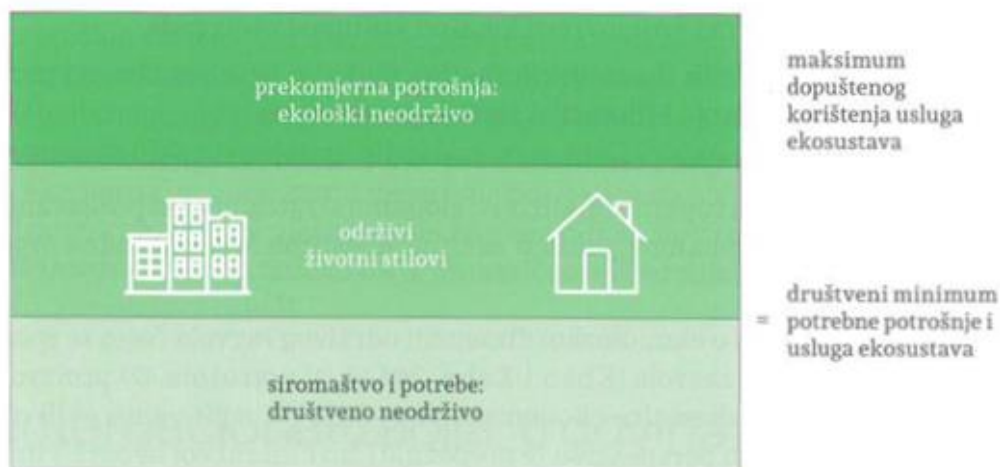 prekomjerna potrošnja:
ekološki neodrživo
maksimum
dopuštenog
korištenja usluga
ekosustava
održivi
životni stilovi
=
društveni minimum
potrebne potrošnje i
usluga ekosustava
siromaštvo i potrebe:
društveno neodrživo